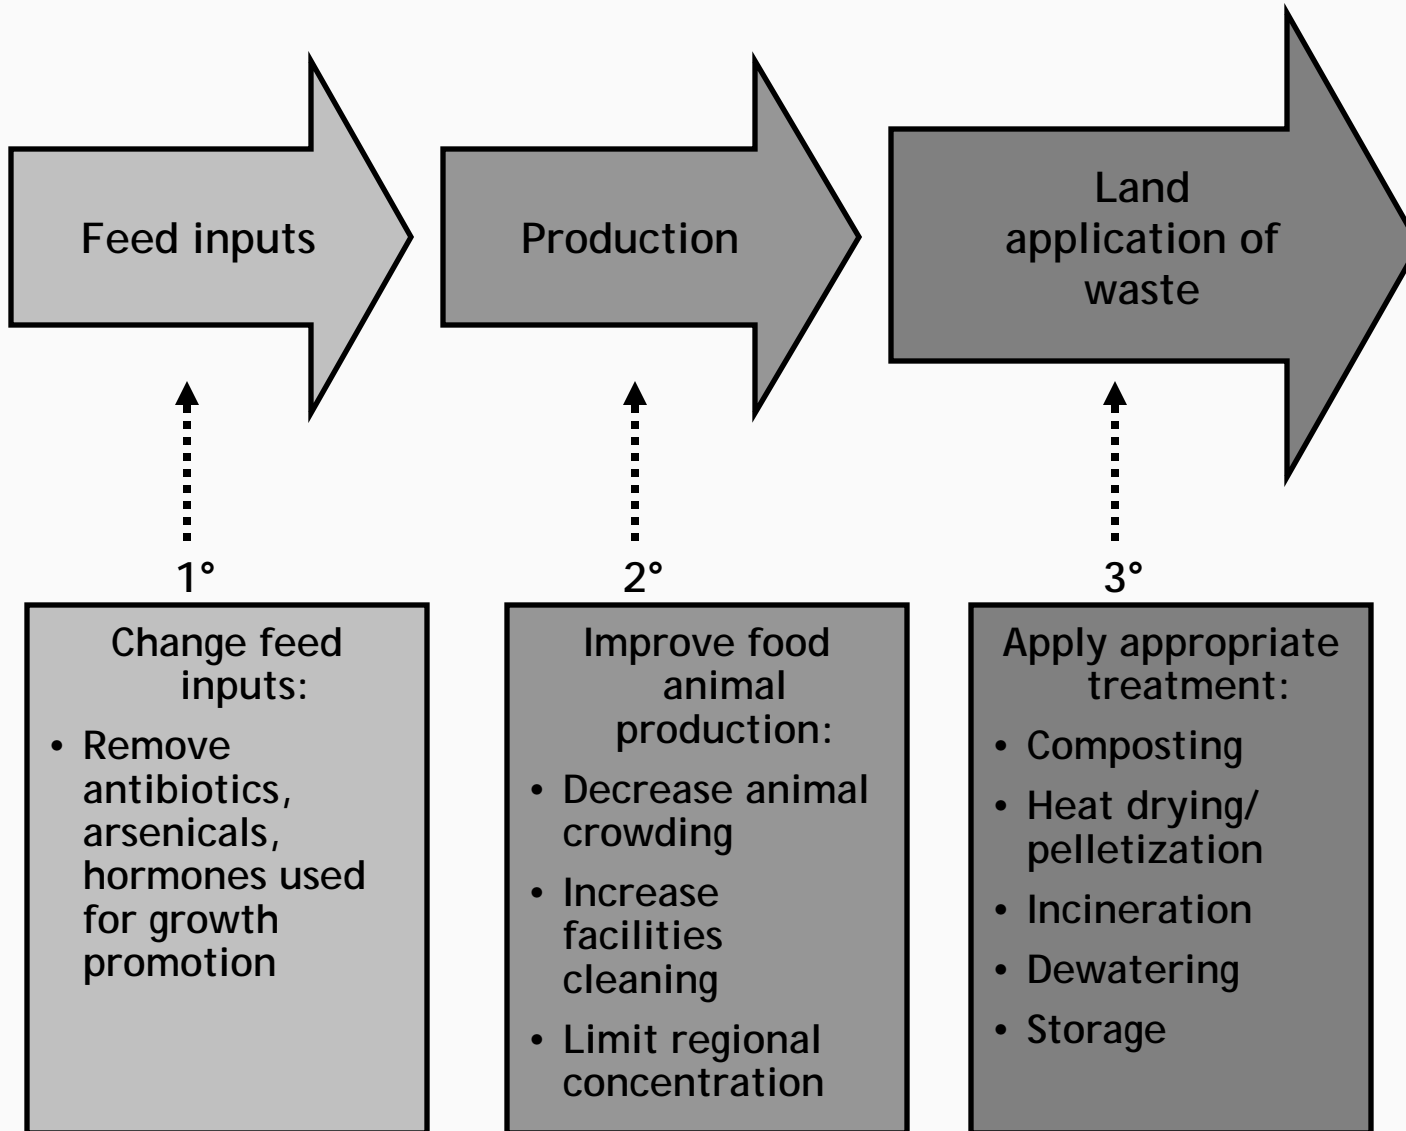 Feed inputs
Production
Land
application of
waste
1°
2°
3°
Change feed
inputs:
• Remove
antibiotics,
arsenicals,
hormones used
for growth
promotion
Improve food
animal
production:
• Decrease animal
crowding
• Increase
facilities
cleaning
• Limit regional
concentration
Apply appropriate
treatment:
• Composting
• Heat drying/
pelletization
• Incineration
• Dewatering
• Storage